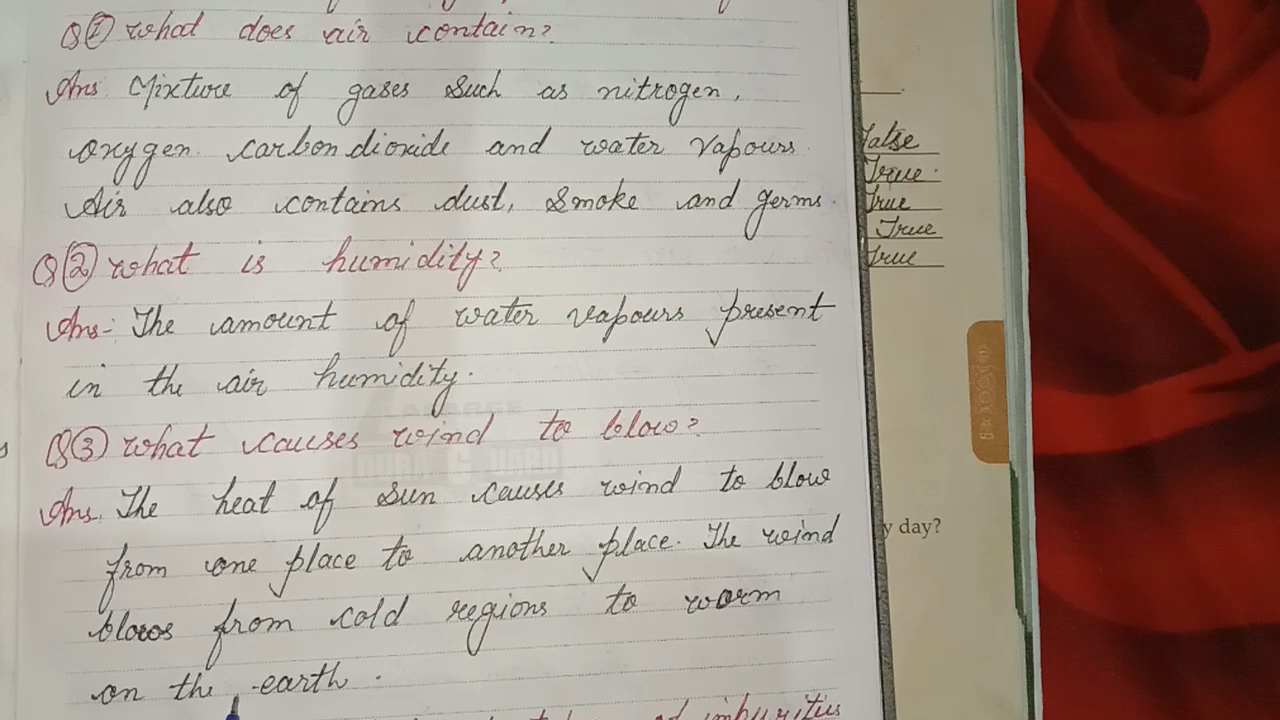 Q① What does air contain?
Ans Mixture of gases such as nitrogen,
oxygen carbondioxide and water vapours.
Air also contains dust, smoke and germs.
Q② What is humidity?
Ans- The amount of water vapours present
in the air humidity.
Q③ What causes wind to blow?
Ans. The heat of sun causes wind to blow
from one place to another place. The wind
blows from cold regions to worm
on the earth.
impurities
False
True.
True
True
True
y day?